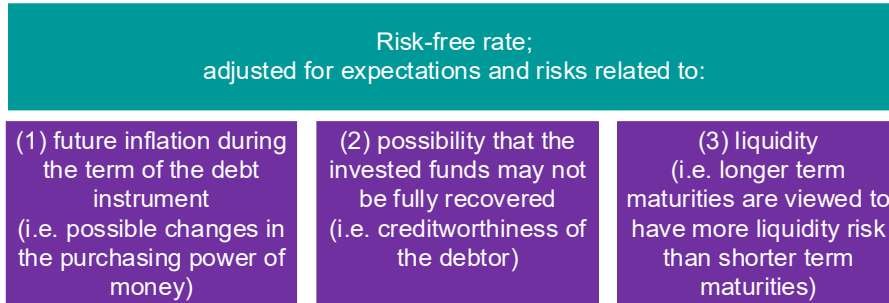 Risk-free rate;
adjusted for expectations and risks related to:
(1) future inflation during
the term of the debt
instrument
(i.e. possible changes in
the purchasing power of
money)
(2) possibility that the
invested funds may not
be fully recovered
(i.e. creditworthiness of
the debtor)
(3) liquidity
(i.e. longer term
maturities are viewed to
have more liquidity risk
than shorter term
maturities)